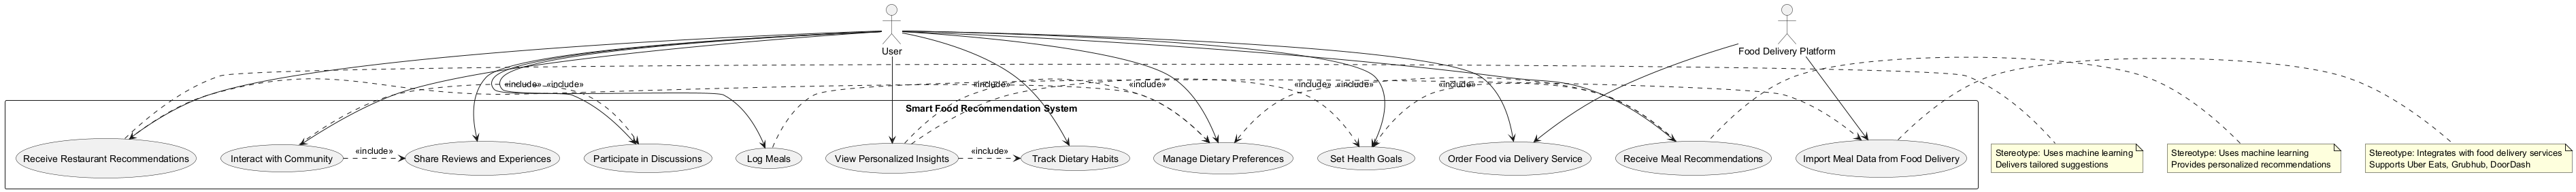 User
Food Delivery Platform
«include»
«include»
«include»
«include»
«include»
«include»
«include»
Smart Food Recommendation System
«include»
«include»
Receive Restaurant Recommendations
Interact with Community
Share Reviews and Experiences
Participate in Discussions
Log Meals
View Personalized Insights
Track Dietary Habits
Manage Dietary Preferences
Set Health Goals
Order Food via Delivery Service
Receive Meal Recommendations
Import Meal Data from Food Delivery
Stereotype: Uses machine learning
Delivers tailored suggestions
Stereotype: Uses machine learning
Provides personalized recommendations
Stereotype: Integrates with food delivery services
Supports Uber Eats, Grubhub, DoorDash